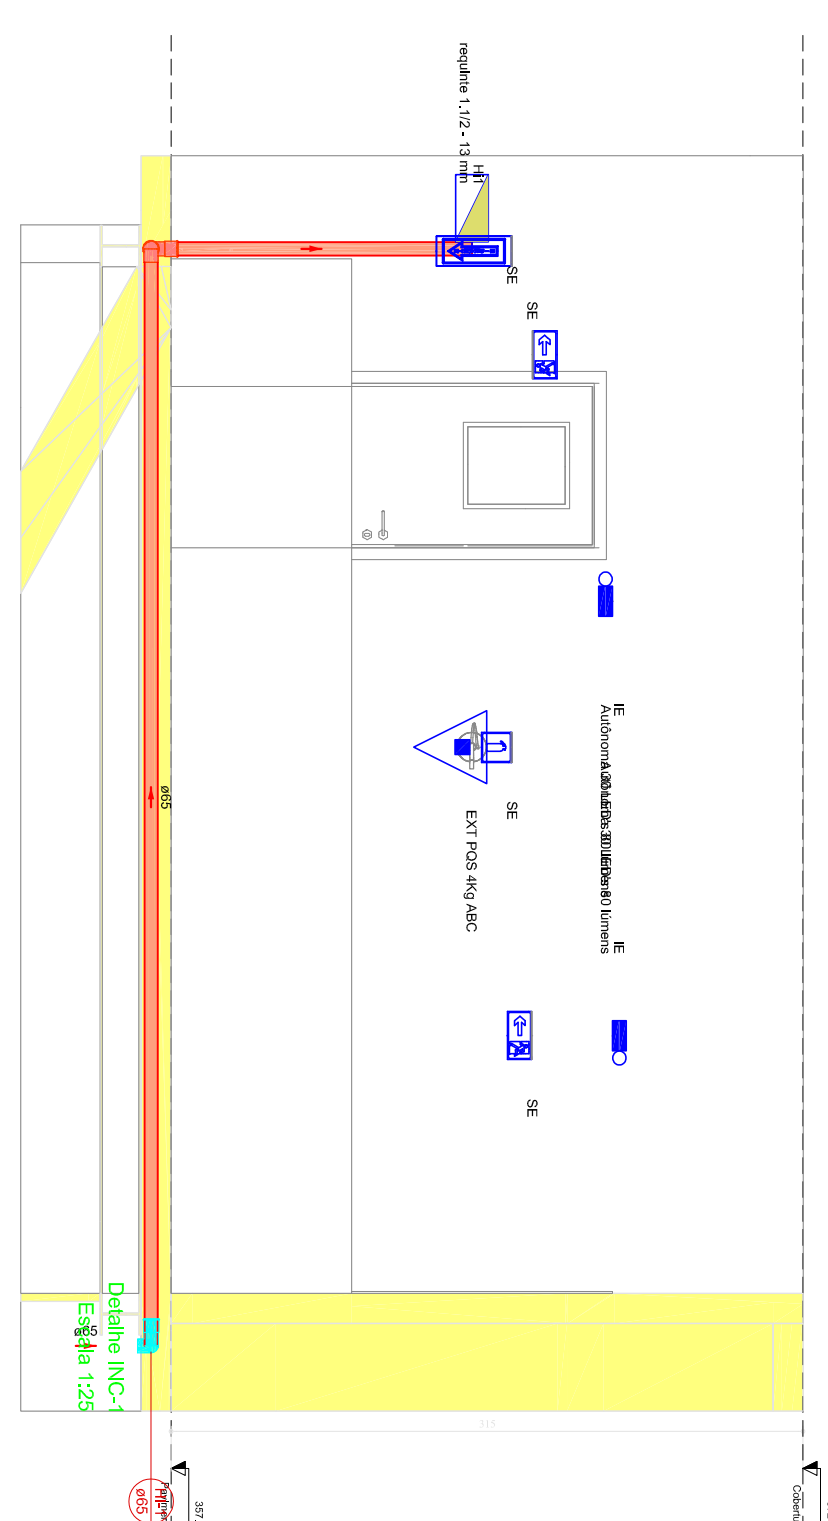 requinte 1.1/2 - 13 mm
SE
SE
IE
Autônoma
ø65
SE
EXT PQS 4Kg ABC
lúmens
IE
SE
Detalhe INC-1
Escala 1:25
ø65
315
ø65
357.